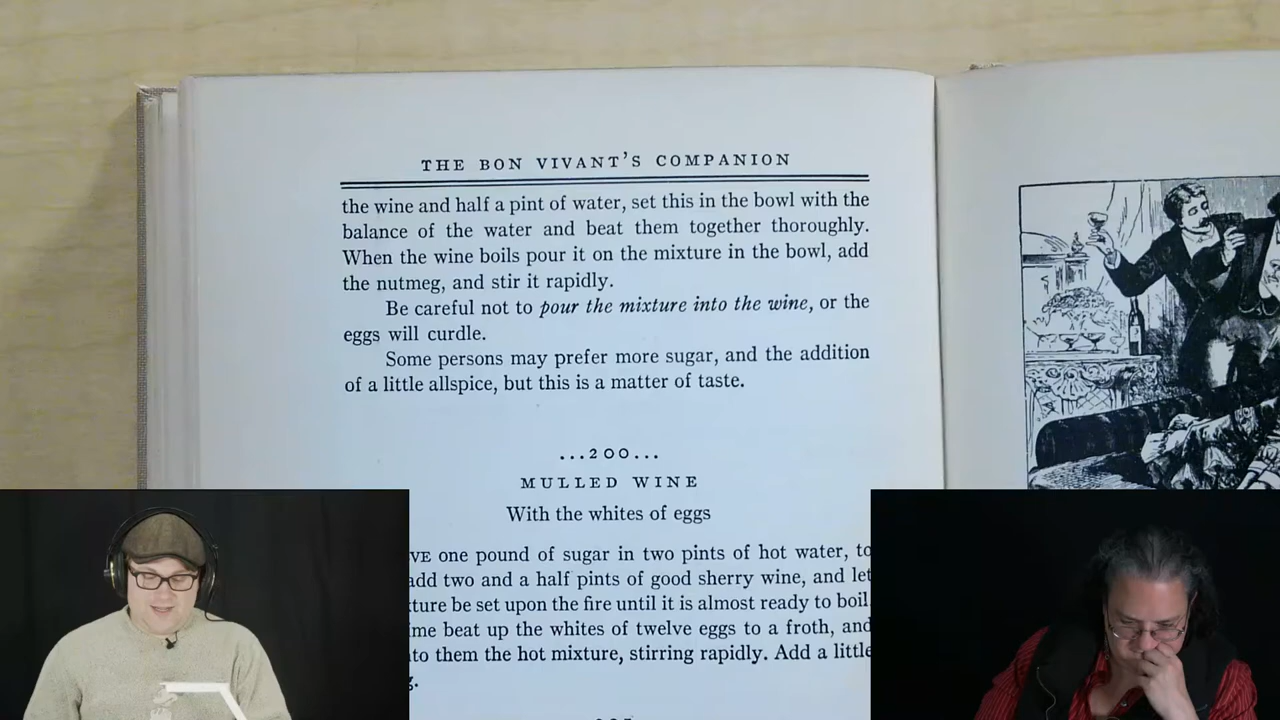 THE BON VIVANT'S COMPANION
the wine and half a pint of water, set this in the bowl with the
balance of the water and beat them together thoroughly.
When the wine boils pour it on the mixture in the bowl, add
the nutmeg, and stir it rapidly.
Be careful not to pour the mixture into the wine, or the
eggs will curdle.
Some persons may prefer more sugar, and the addition
of a little allspice, but this is a matter of taste.
...200...
MULLED WINE
With the whites of eggs
one pound of sugar in two pints of hot water, to
add two and a half pints of good sherry wine, and let
be set upon the fire until it is almost ready to boil
beat up the whites of twelve eggs to a froth, and
to them the hot mixture, stirring rapidly. Add a little